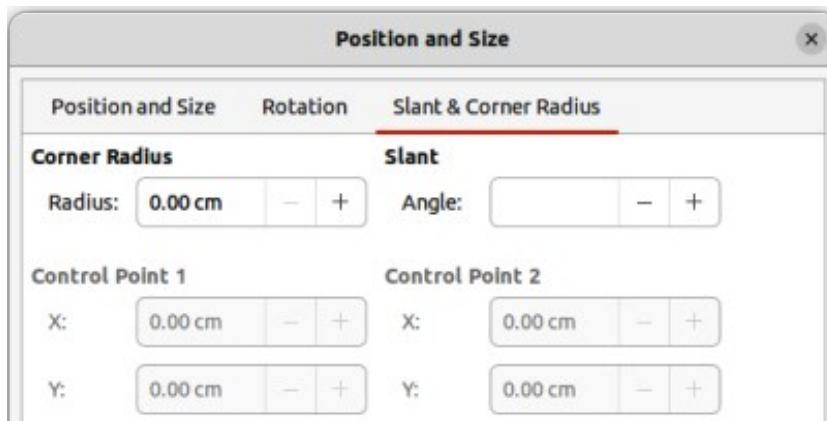 Position and Size
Position and Size Rotation Slant & Corner Radius
Corner Radius Slant
Radius: 0.00 cm − + Angle: − +
Control Point 1 Control Point 2
X: 0.00 cm − + X: 0.00 cm − +
Y: 0.00 cm − + Y: 0.00 cm − +